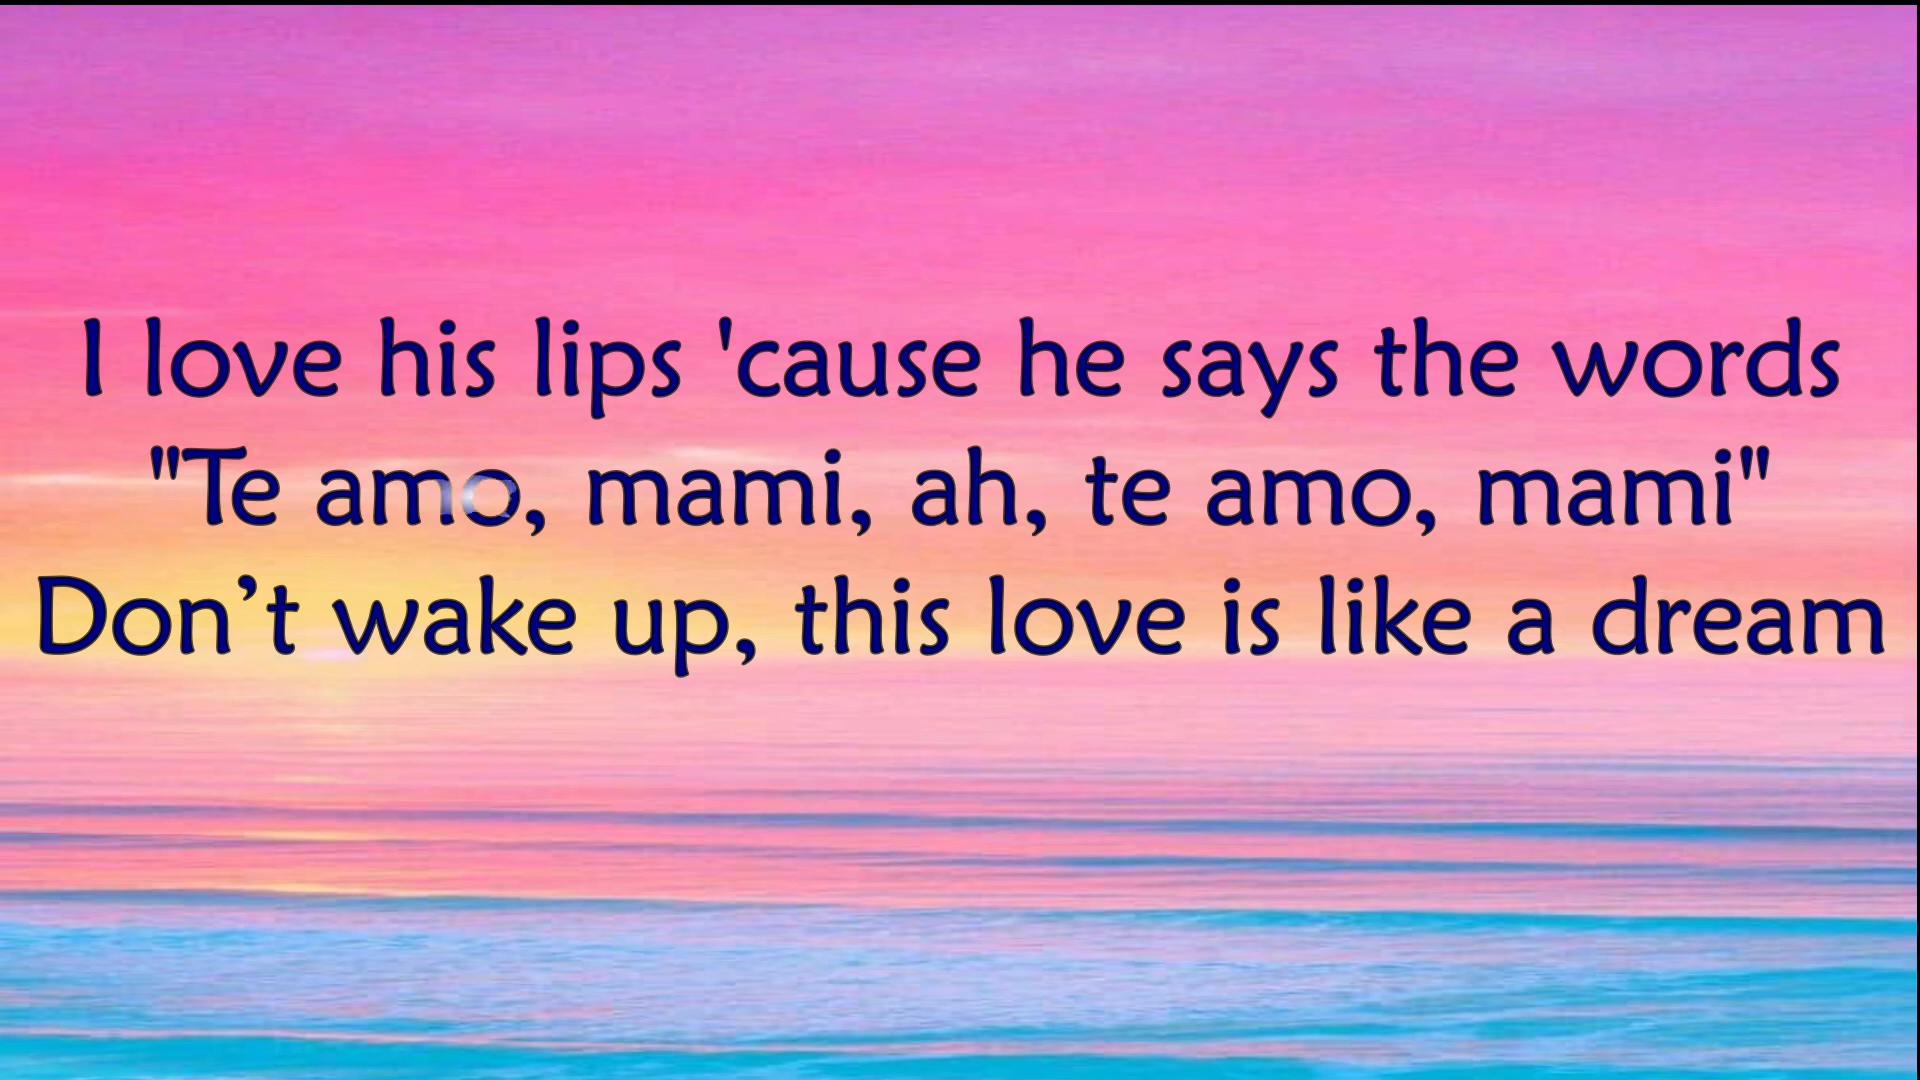 I love his lips 'cause he says the words
"Te amo, mami, ah, te amo, mami"
Don’t wake up, this love is like a dream